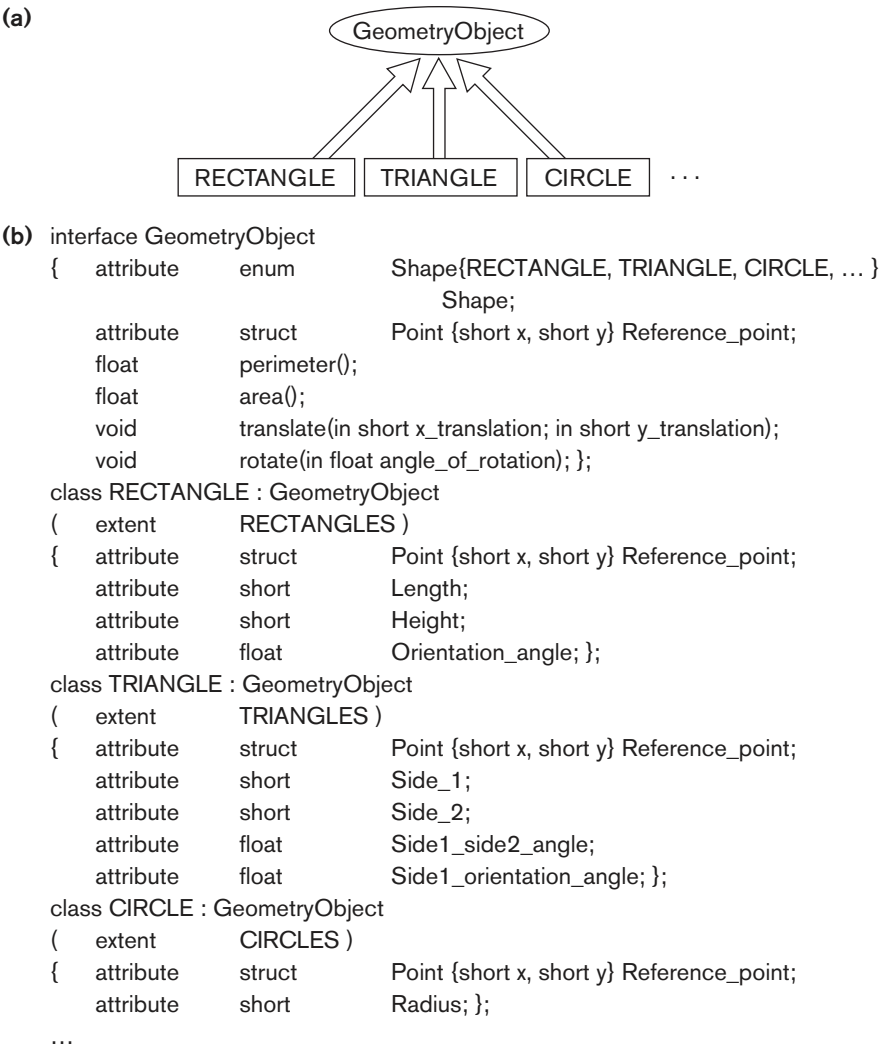 (a)
GeometryObject
RECTANGLE TRIANGLE CIRCLE . . .
(b) interface GeometryObject
{ attribute enum Shape{RECTANGLE, TRIANGLE, CIRCLE, … }
Shape;
attribute struct Point {short x, short y} Reference_point;
float perimeter();
float area();
void translate(in short x_translation; in short y_translation);
void rotate(in float angle_of_rotation); };
class RECTANGLE : GeometryObject
( extent RECTANGLES )
{ attribute struct Point {short x, short y} Reference_point;
attribute short Length;
attribute short Height;
attribute float Orientation_angle; };
class TRIANGLE : GeometryObject
( extent TRIANGLES )
{ attribute struct Point {short x, short y} Reference_point;
attribute short Side_1;
attribute short Side_2;
attribute float Side1_side2_angle;
attribute float Side1_orientation_angle; };
class CIRCLE : GeometryObject
( extent CIRCLES )
{ attribute struct Point {short x, short y} Reference_point;
attribute short Radius; };
…